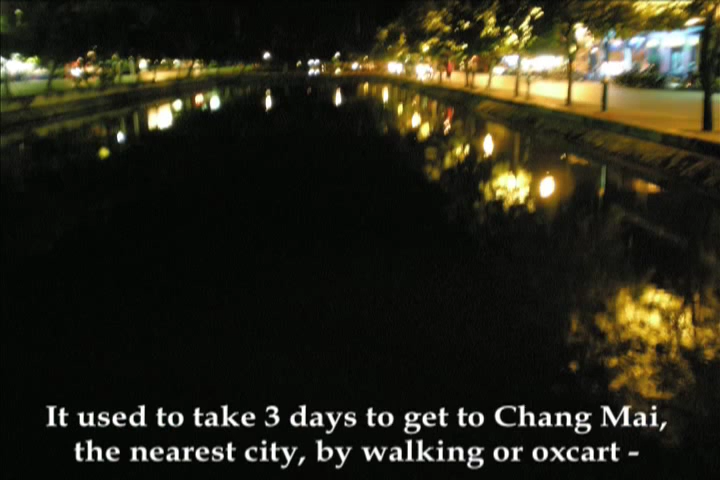 It used to take 3 days to get to Chang Mai,
the nearest city, by walking or oxcart -